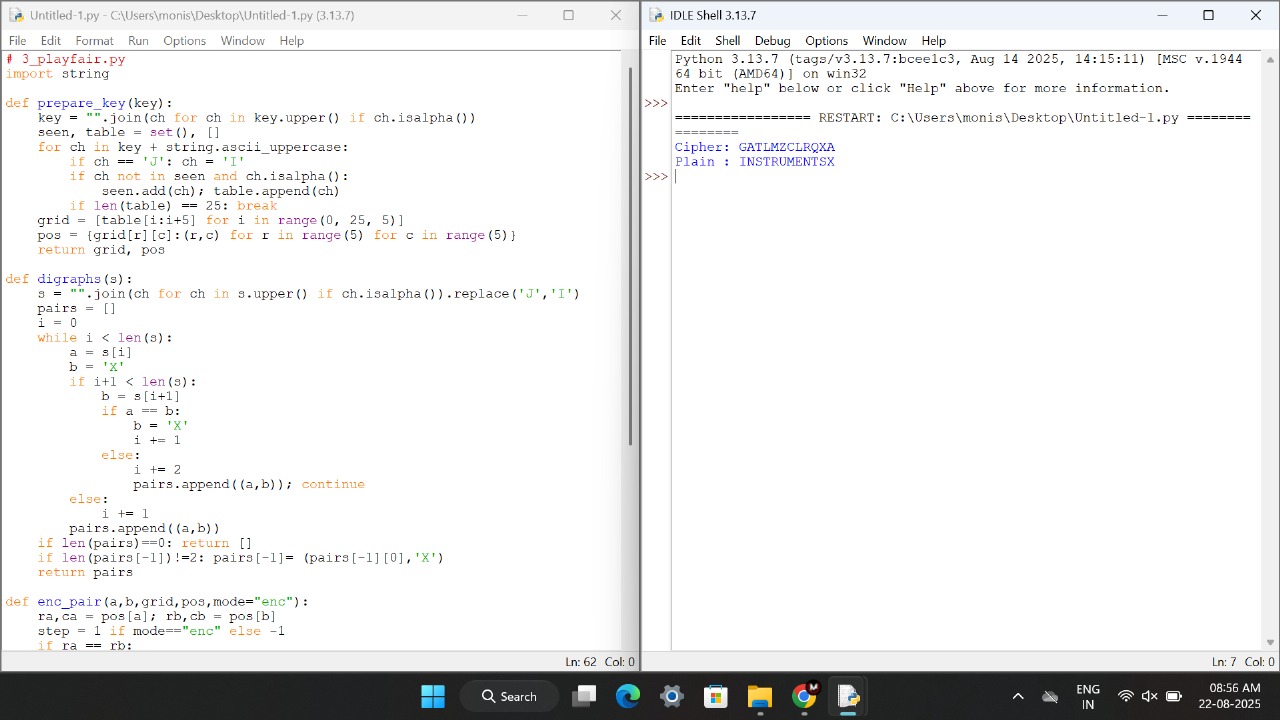 Untitled-1.py - C:\Users\monis\Desktop\Untitled-1.py (3.13.7)
File Edit Format Run Options Window Help
# 3_playfair.py
import string

def prepare_key(key):
    key = "".join(ch for ch in key.upper() if ch.isalpha())
    seen, table = set(), []
    for ch in key + string.ascii_uppercase:
        if ch == 'J': ch = 'I'
        if ch not in seen and ch.isalpha():
            seen.add(ch); table.append(ch)
        if len(table) == 25: break
    grid = [table[i:i+5] for i in range(0, 25, 5)]
    pos = {grid[r][c]:(r,c) for r in range(5) for c in range(5)}
    return grid, pos

def digraphs(s):
    s = "".join(ch for ch in s.upper() if ch.isalpha()).replace('J','I')
    pairs = []
    i = 0
    while i < len(s):
        a = s[i]
        b = 'X'
        if i+1 < len(s):
            b = s[i+1]
            if a == b:
                b = 'X'
                i += 1
            else:
                i += 2
                pairs.append((a,b)); continue
        else:
            i += 1
        pairs.append((a,b))
    if len(pairs)==0: return []
    if len(pairs[-1])!=2: pairs[-1]= (pairs[-1][0],'X')
    return pairs

def enc_pair(a,b,grid,pos,mode="enc"):
    ra,ca = pos[a]; rb,cb = pos[b]
    step = 1 if mode=="enc" else -1
    if ra == rb:
Ln: 62 Col: 0
IDLE Shell 3.13.7
File Edit Shell Debug Options Window Help
Python 3.13.7 (tags/v3.13.7:bcee1c3, Aug 14 2025, 14:15:11) [MSC v.1944
64 bit (AMD64)] on win32
Enter "help" below or click "Help" above for more information.
>>>
================= RESTART: C:\Users\monis\Desktop\Untitled-1.py ========
========
Cipher: GATLMZCLRQXA
Plain : INSTRUMENTSX
>>>
Ln: 7 Col: 0
Search
M
ENG
IN
08:56 AM
22-08-2025